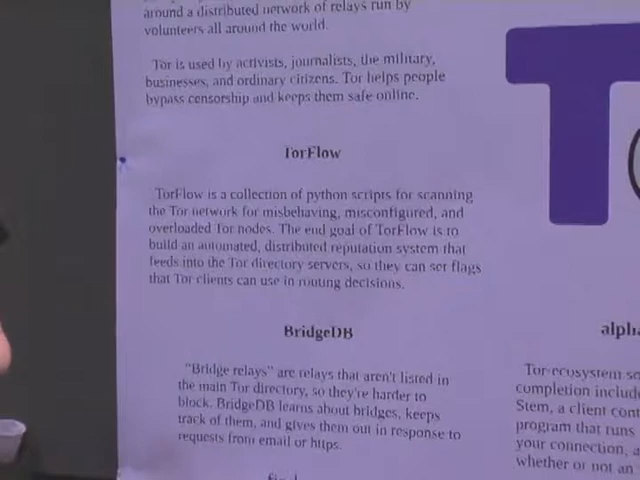 around a distributed network of relays run by
volunteers all around the world.
Tor is used by activists, journalists, the military,
businesses, and ordinary citizens. Tor helps people
bypass censorship and keeps them safe online.
TorFlow
TorFlow is a collection of python scripts for scanning
the Tor network for misbehaving, misconfigured, and
overloaded Tor nodes. The end goal of TorFlow is to
build an automated, distributed reputation system that
feeds into the Tor directory servers, so they can set flags
that Tor clients can use in routing decisions.
BridgeDB
"Bridge relays" are relays that aren't listed in
the main Tor directory, so they're harder to
block. BridgeDB learns about bridges, keeps
track of them, and gives them out in response to
requests from email or https.
T
alpha
Tor-ecosystem so
completion include
Stem, a client cont
program that runs
your connection, a
whether or not an